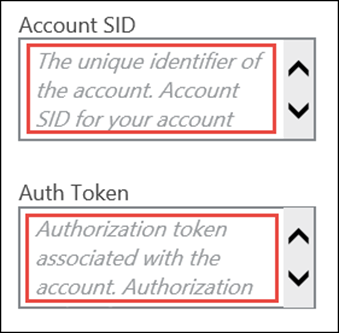 Account SID
The unique identifier of
the account. Account
SID for your account
Auth Token
Authorization token
associated with the
account. Authorization